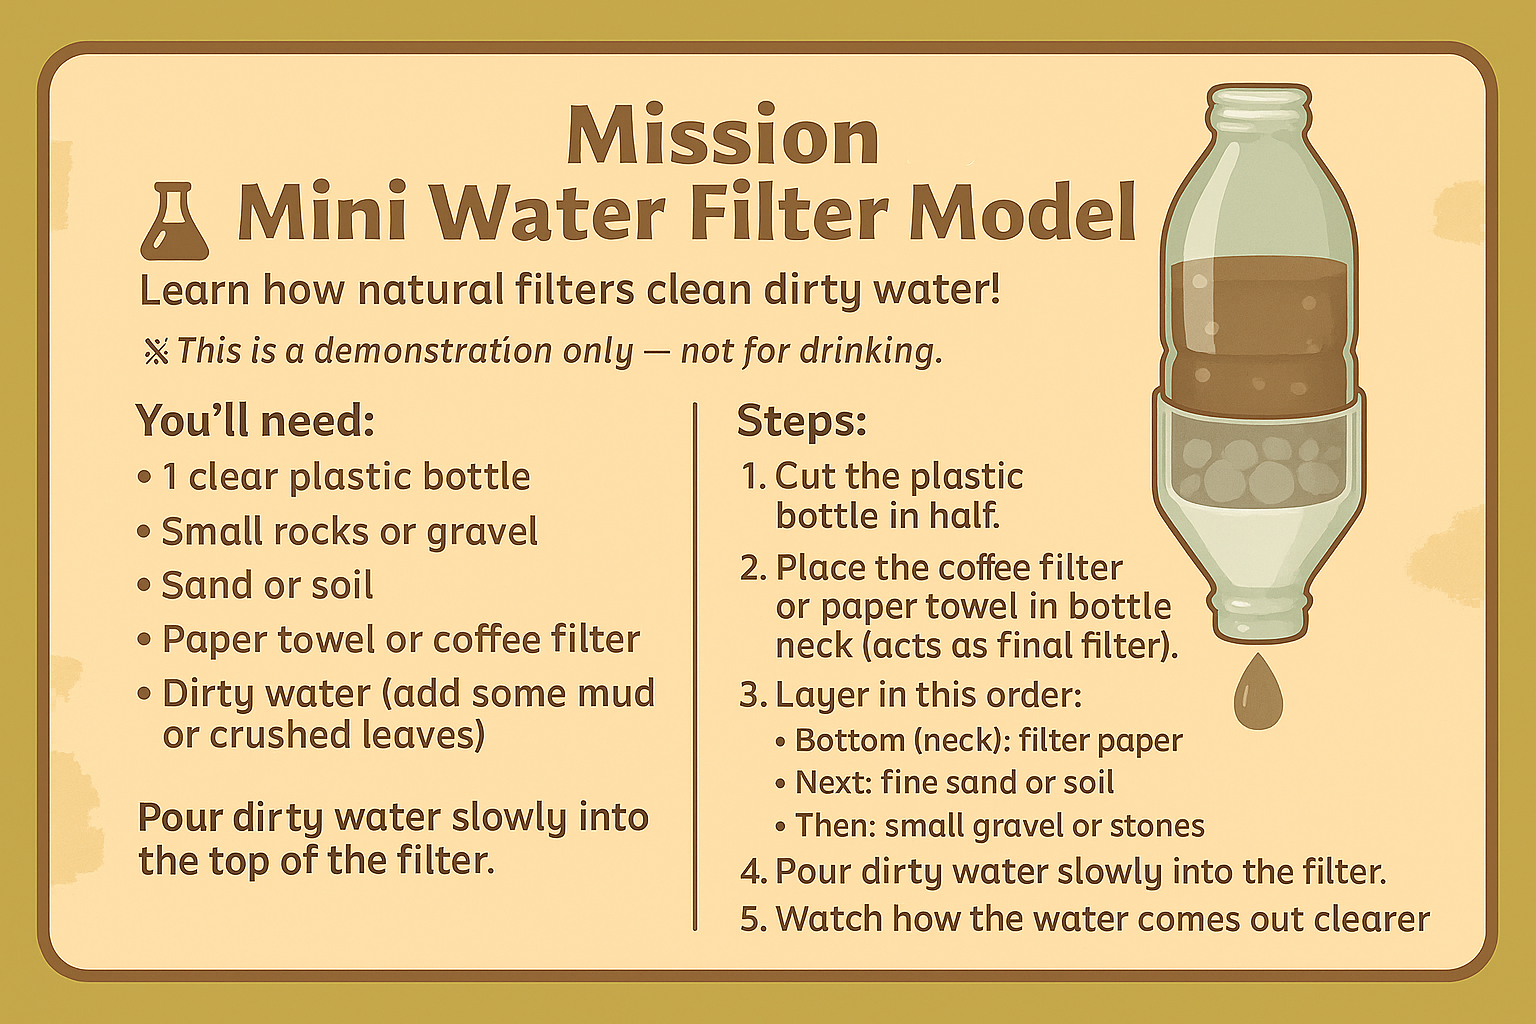 Mission
Mini Water Filter Model
Learn how natural filters clean dirty water!
※ This is a demonstration only — not for drinking.
You’ll need:
• 1 clear plastic bottle
• Small rocks or gravel
• Sand or soil
• Paper towel or coffee filter
• Dirty water (add some mud
or crushed leaves)
Pour dirty water slowly into
the top of the filter.
Steps:
1. Cut the plastic
bottle in half.
2. Place the coffee filter
or paper towel in bottle
neck (acts as final filter).
3. Layer in this order:
• Bottom (neck): filter paper
• Next: fine sand or soil
• Then: small gravel or stones
4. Pour dirty water slowly into the filter.
5. Watch how the water comes out clearer